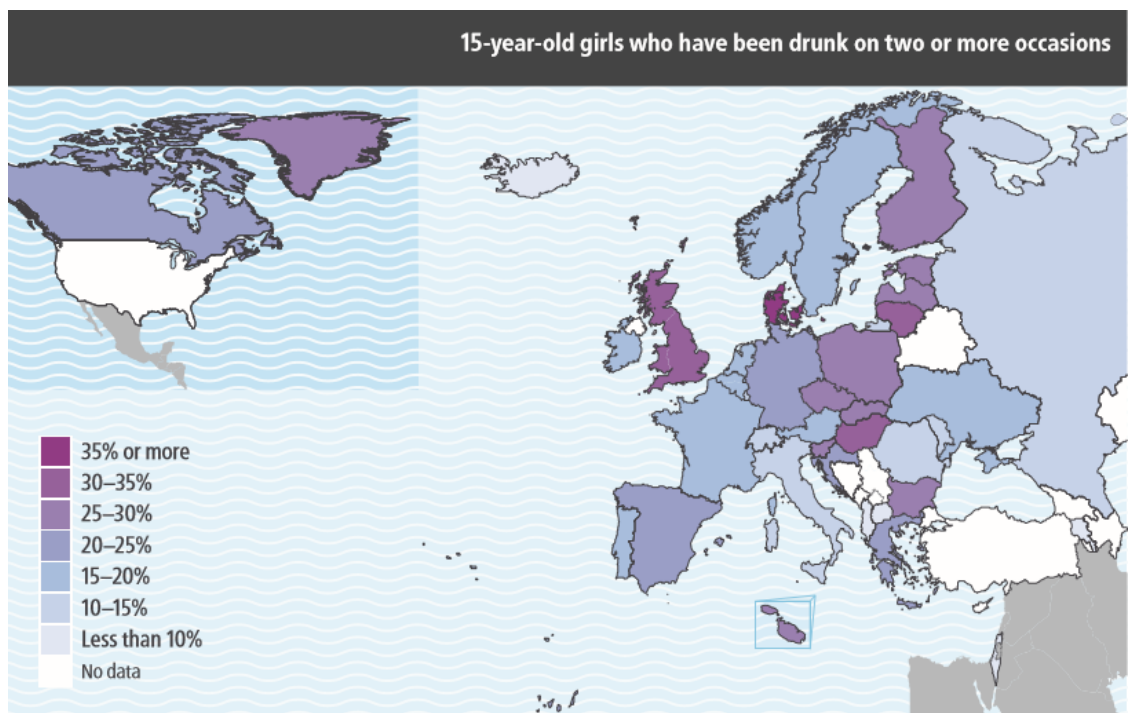 15-year-old girls who have been drunk on two or more occasions
35% or more
30–35%
25–30%
20–25%
15–20%
10–15%
Less than 10%
No data